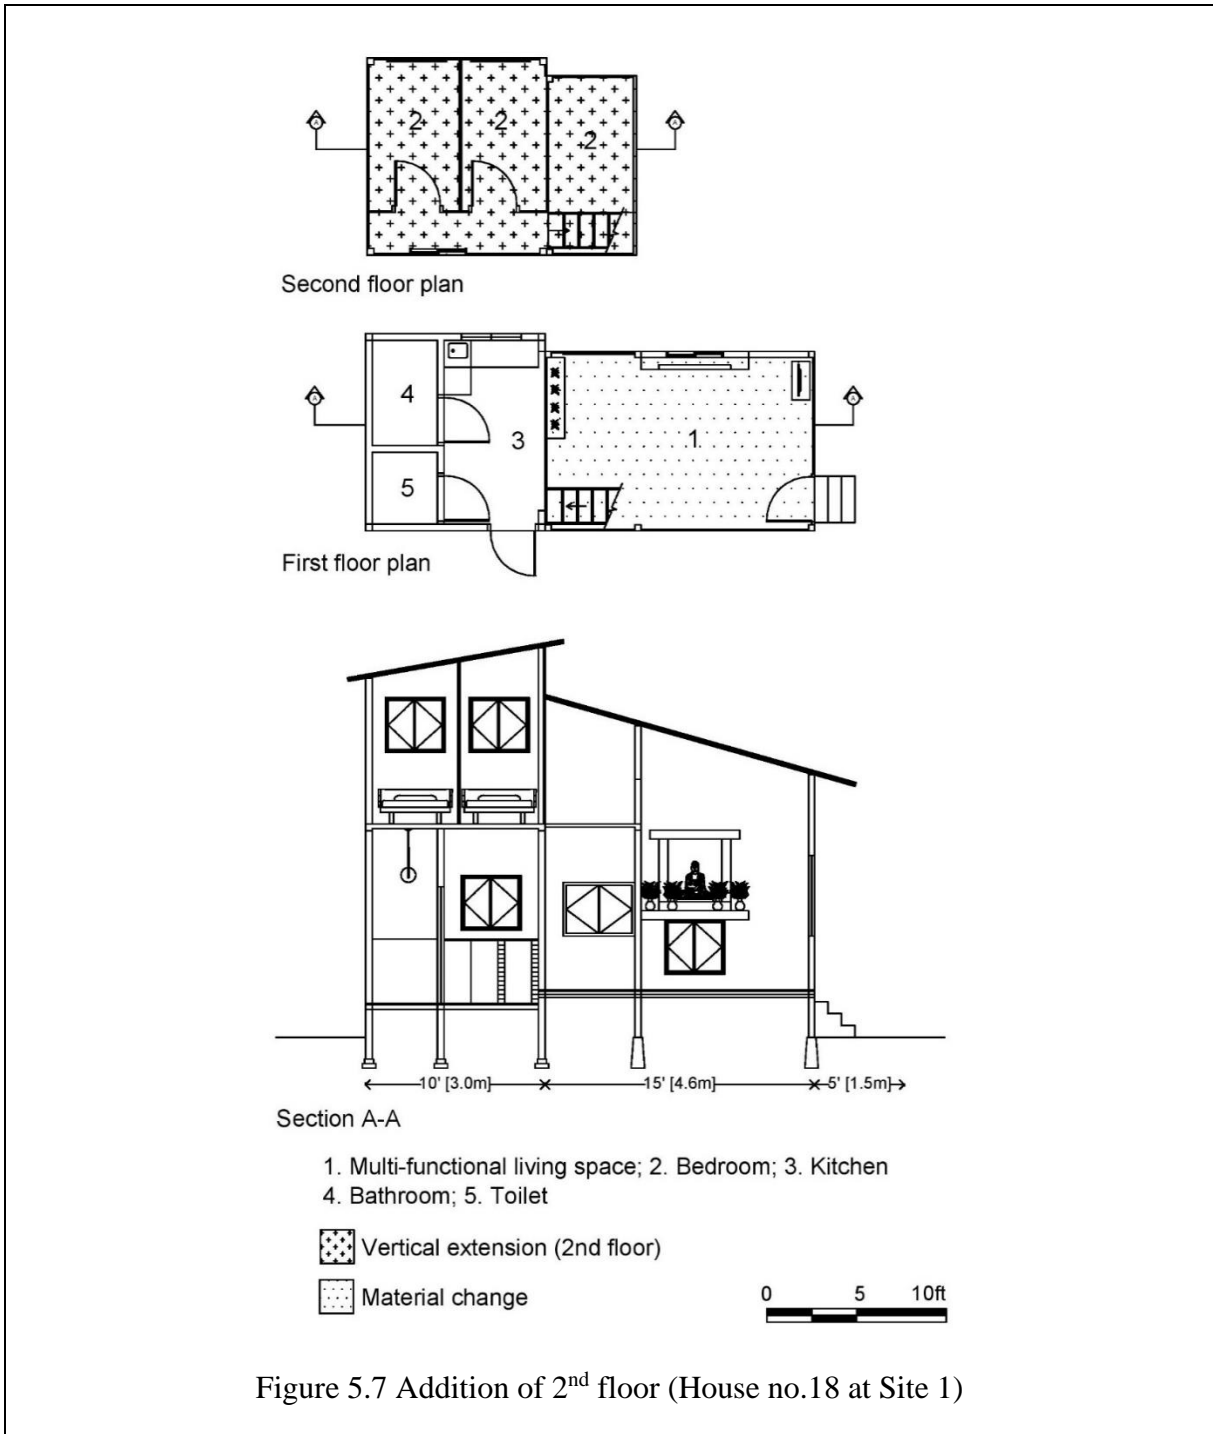 A
A
2
2
2
Second floor plan
A
A
4
3
1
5
First floor plan
10' [3.0m]
15' [4.6m]
5' [1.5m]
Section A-A
1. Multi-functional living space; 2. Bedroom; 3. Kitchen
4. Bathroom; 5. Toilet
Vertical extension (2nd floor)
Material change
0 5 10ft
Figure 5.7 Addition of 2nd floor (House no.18 at Site 1)